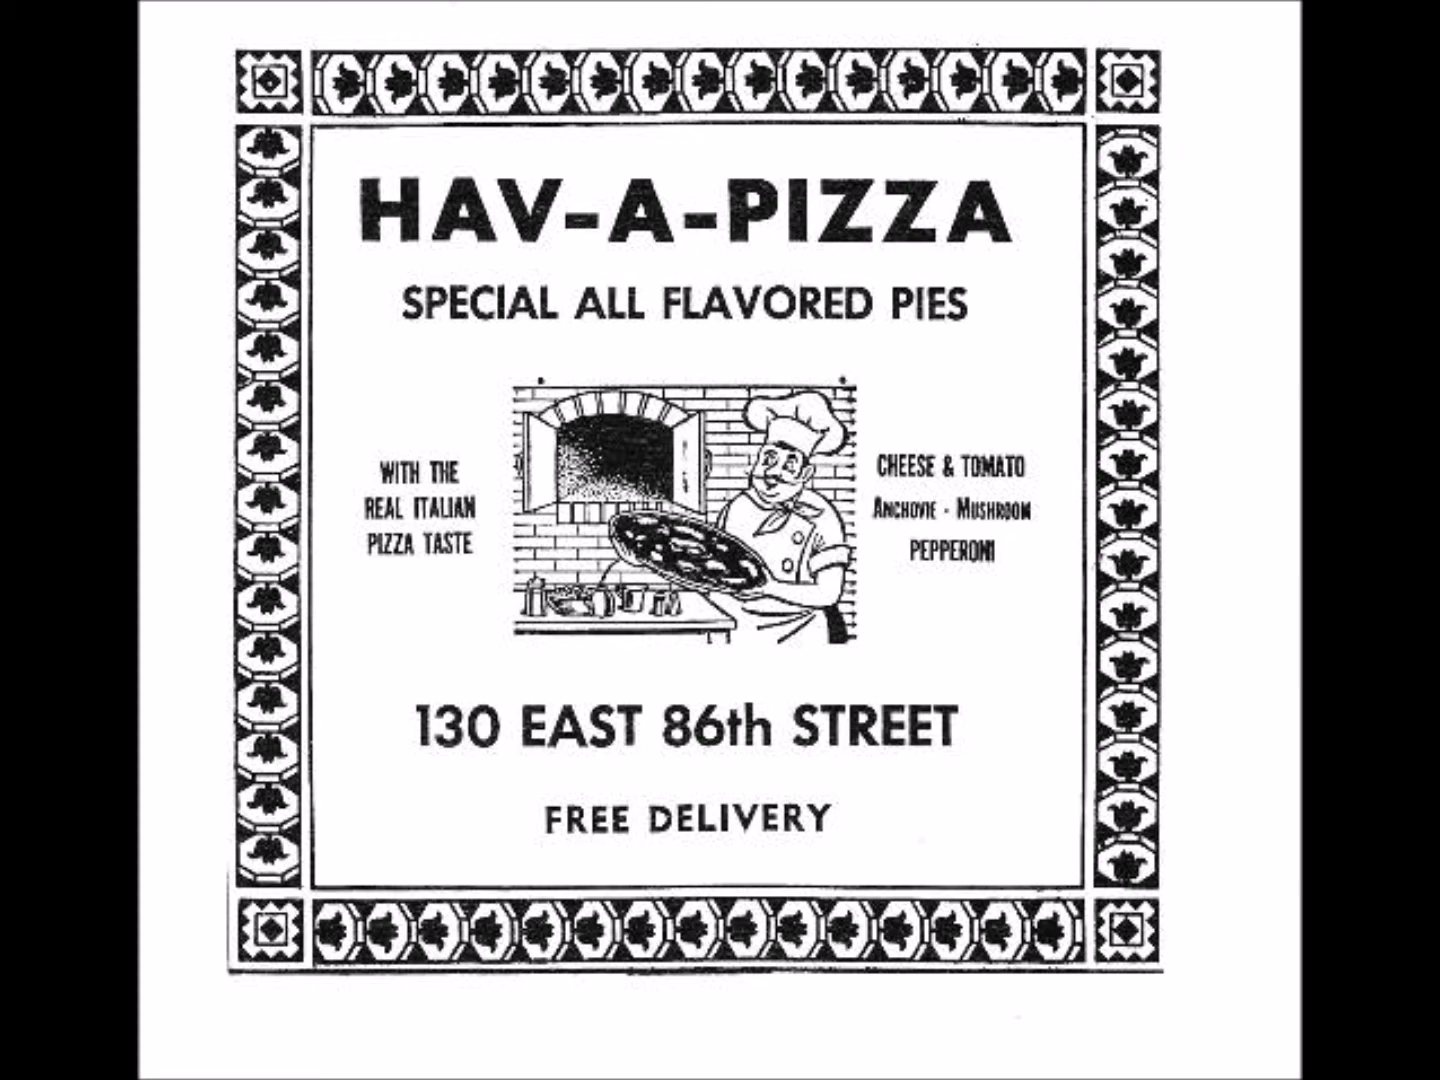 HAV-A-PIZZA
SPECIAL ALL FLAVORED PIES
WITH THE
REAL ITALIAN
PIZZA TASTE
CHEESE & TOMATO
ANCHOVIE - MUSHROOM
PEPPERONI
130 EAST 86th STREET
FREE DELIVERY